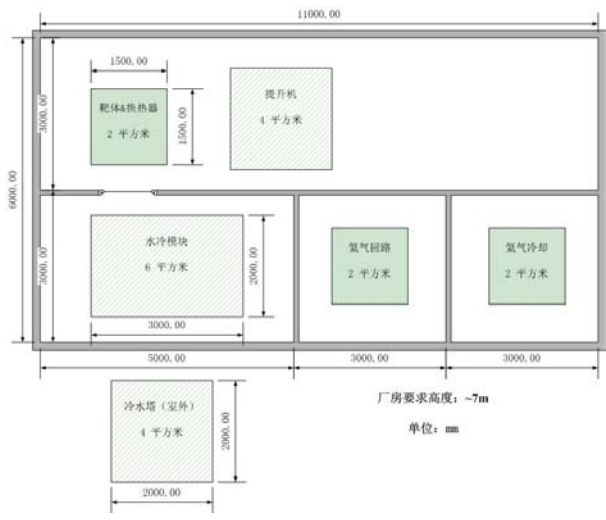 11000.00
1500.00
靶体&换热器
2 平方米
1500.00
提升机
4 平方米
3000.00
6000.00
3000.00
水冷模块
6 平方米
2000.00
3000.00
氦气回路
2 平方米
氦气冷却
2 平方米
5000.00
3000.00
3000.00
冷水塔（室外）
4 平方米
2000.00
2000.00
厂房要求高度：~7m
单位：mm